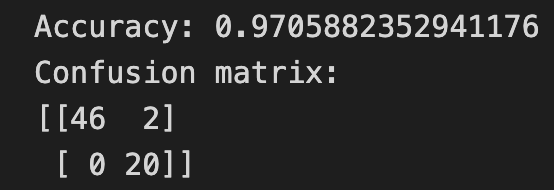 Accuracy: 0.9705882352941176
Confusion matrix:
[[46  2]
 [ 0 20]]